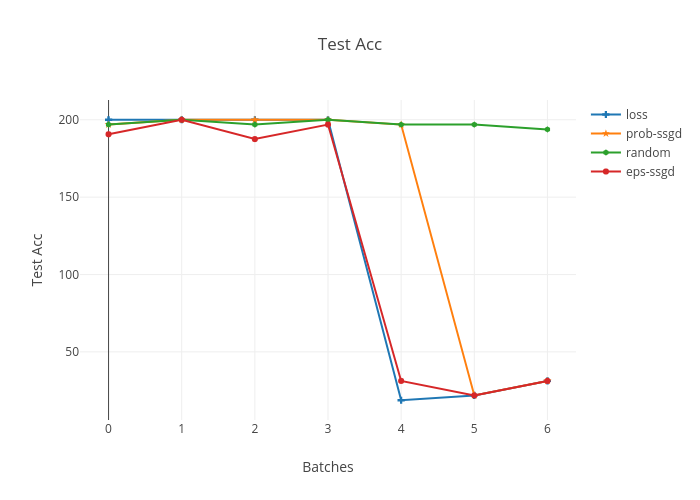 Test Acc
200
150
100
50
Test Acc
0 1 2 3 4 5 6
Batches
loss
prob-ssgd
random
eps-ssgd